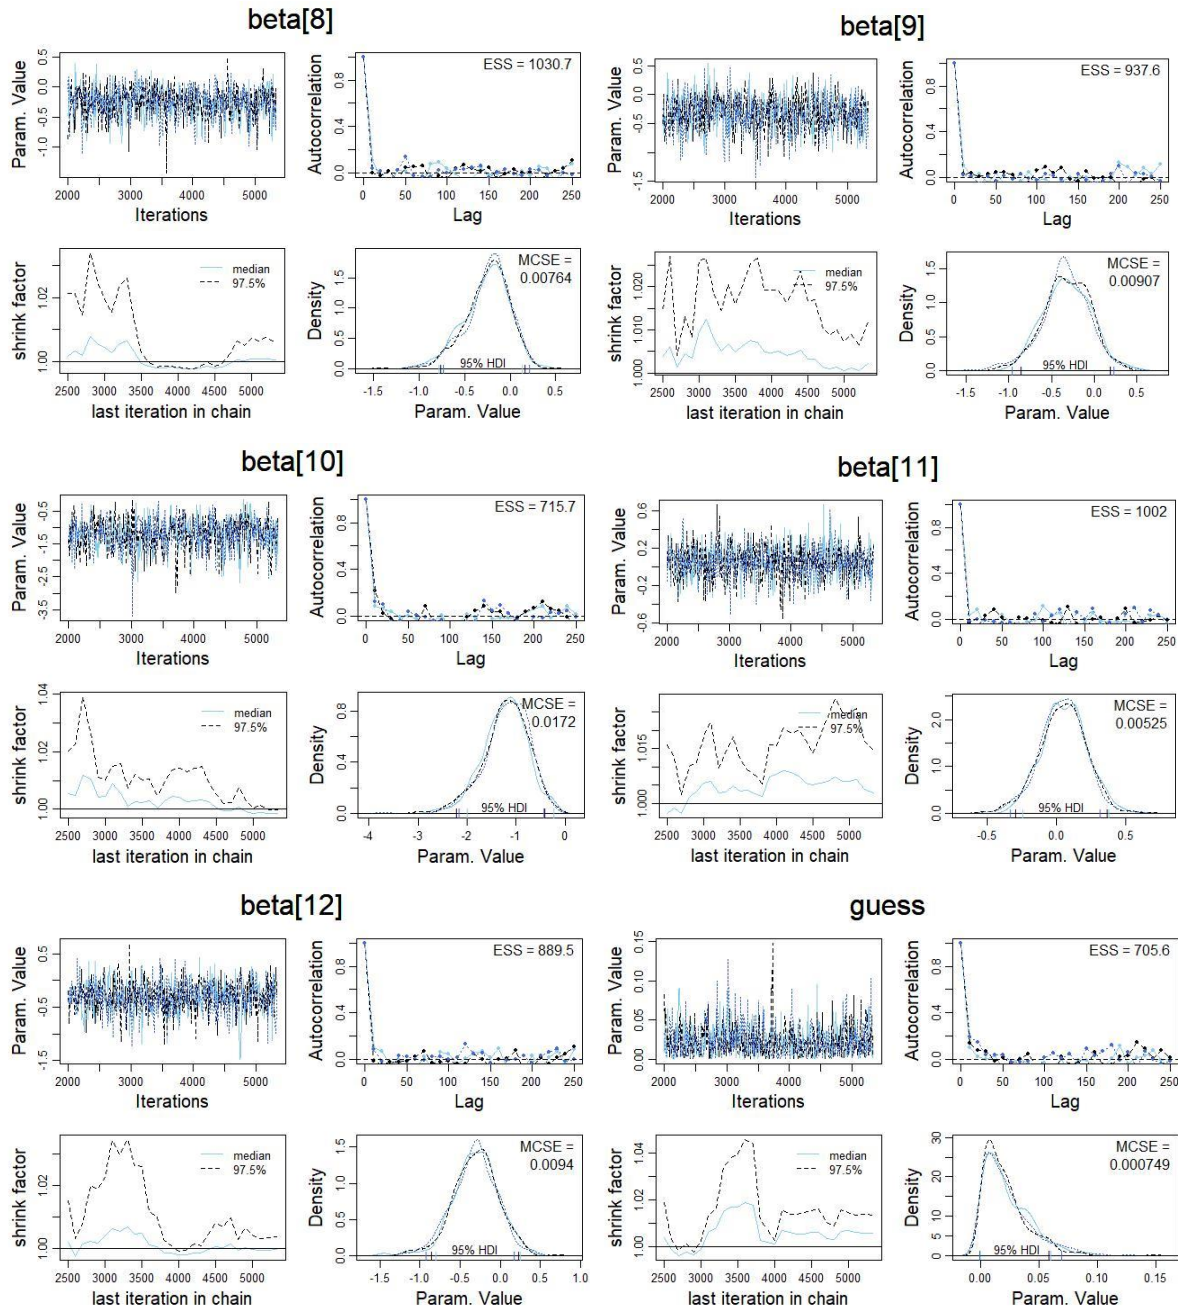 beta[8]
Param. Value
0.5
0.0
-0.5
-1.0
2000 3000 4000 5000
Iterations
Autocorrelation
0.8
0.4
0.0
ESS = 1030.7
0 50 100 150 200 250
Lag
shrink factor
1.02
1.00
median
97.5%
2500 3000 3500 4000 4500 5000
last iteration in chain
Density
1.5
1.0
0.5
0.0
MCSE =
0.00764
95% HDI
-1.5 -1.0 -0.5 0.0 0.5
Param. Value
beta[9]
Param. Value
0.5
-0.5
-1.5
2000 3000 4000 5000
Iterations
Autocorrelation
0.8
0.4
0.0
ESS = 937.6
0 50 100 150 200 250
Lag
shrink factor
1.020
1.010
1.000
median
97.5%
2500 3000 3500 4000 4500 5000
last iteration in chain
Density
1.5
1.0
0.5
0.0
MCSE =
0.00907
95% HDI
-1.5 -1.0 -0.5 0.0 0.5
Param. Value
beta[10]
Param. Value
-0.5
-1.5
-2.5
-3.5
2000 3000 4000 5000
Iterations
Autocorrelation
0.8
0.4
0.0
ESS = 715.7
0 50 100 150 200 250
Lag
shrink factor
1.04
1.02
1.00
median
97.5%
2500 3000 3500 4000 4500 5000
last iteration in chain
Density
0.8
0.4
0.0
MCSE =
0.0172
95% HDI
-4 -3 -2 -1 0
Param. Value
beta[11]
Param. Value
0.6
0.2
-0.2
-0.6
2000 3000 4000 5000
Iterations
Autocorrelation
0.8
0.4
0.0
ESS = 1002
0 50 100 150 200 250
Lag
shrink factor
1.015
1.000
median
97.5%
2500 3000 3500 4000 4500 5000
last iteration in chain
Density
2.0
1.0
0.0
MCSE =
0.00525
95% HDI
-0.5 0.0 0.5
Param. Value
beta[12]
Param. Value
0.5
-0.5
-1.5
2000 3000 4000 5000
Iterations
Autocorrelation
0.8
0.4
0.0
ESS = 889.5
0 50 100 150 200 250
Lag
shrink factor
1.02
1.00
median
97.5%
2500 3000 3500 4000 4500 5000
last iteration in chain
Density
1.5
1.0
0.5
0.0
MCSE =
0.0094
95% HDI
-1.5 -1.0 -0.5 0.0 0.5 1.0
Param. Value
guess
Param. Value
0.15
0.10
0.05
0.00
2000 3000 4000 5000
Iterations
Autocorrelation
0.8
0.4
0.0
ESS = 705.6
0 50 100 150 200 250
Lag
shrink factor
1.04
1.02
1.00
median
97.5%
2500 3000 3500 4000 4500 5000
last iteration in chain
Density
30
20
10
5
0
MCSE =
0.000749
95% HDI
0.00 0.05 0.10 0.15
Param. Value